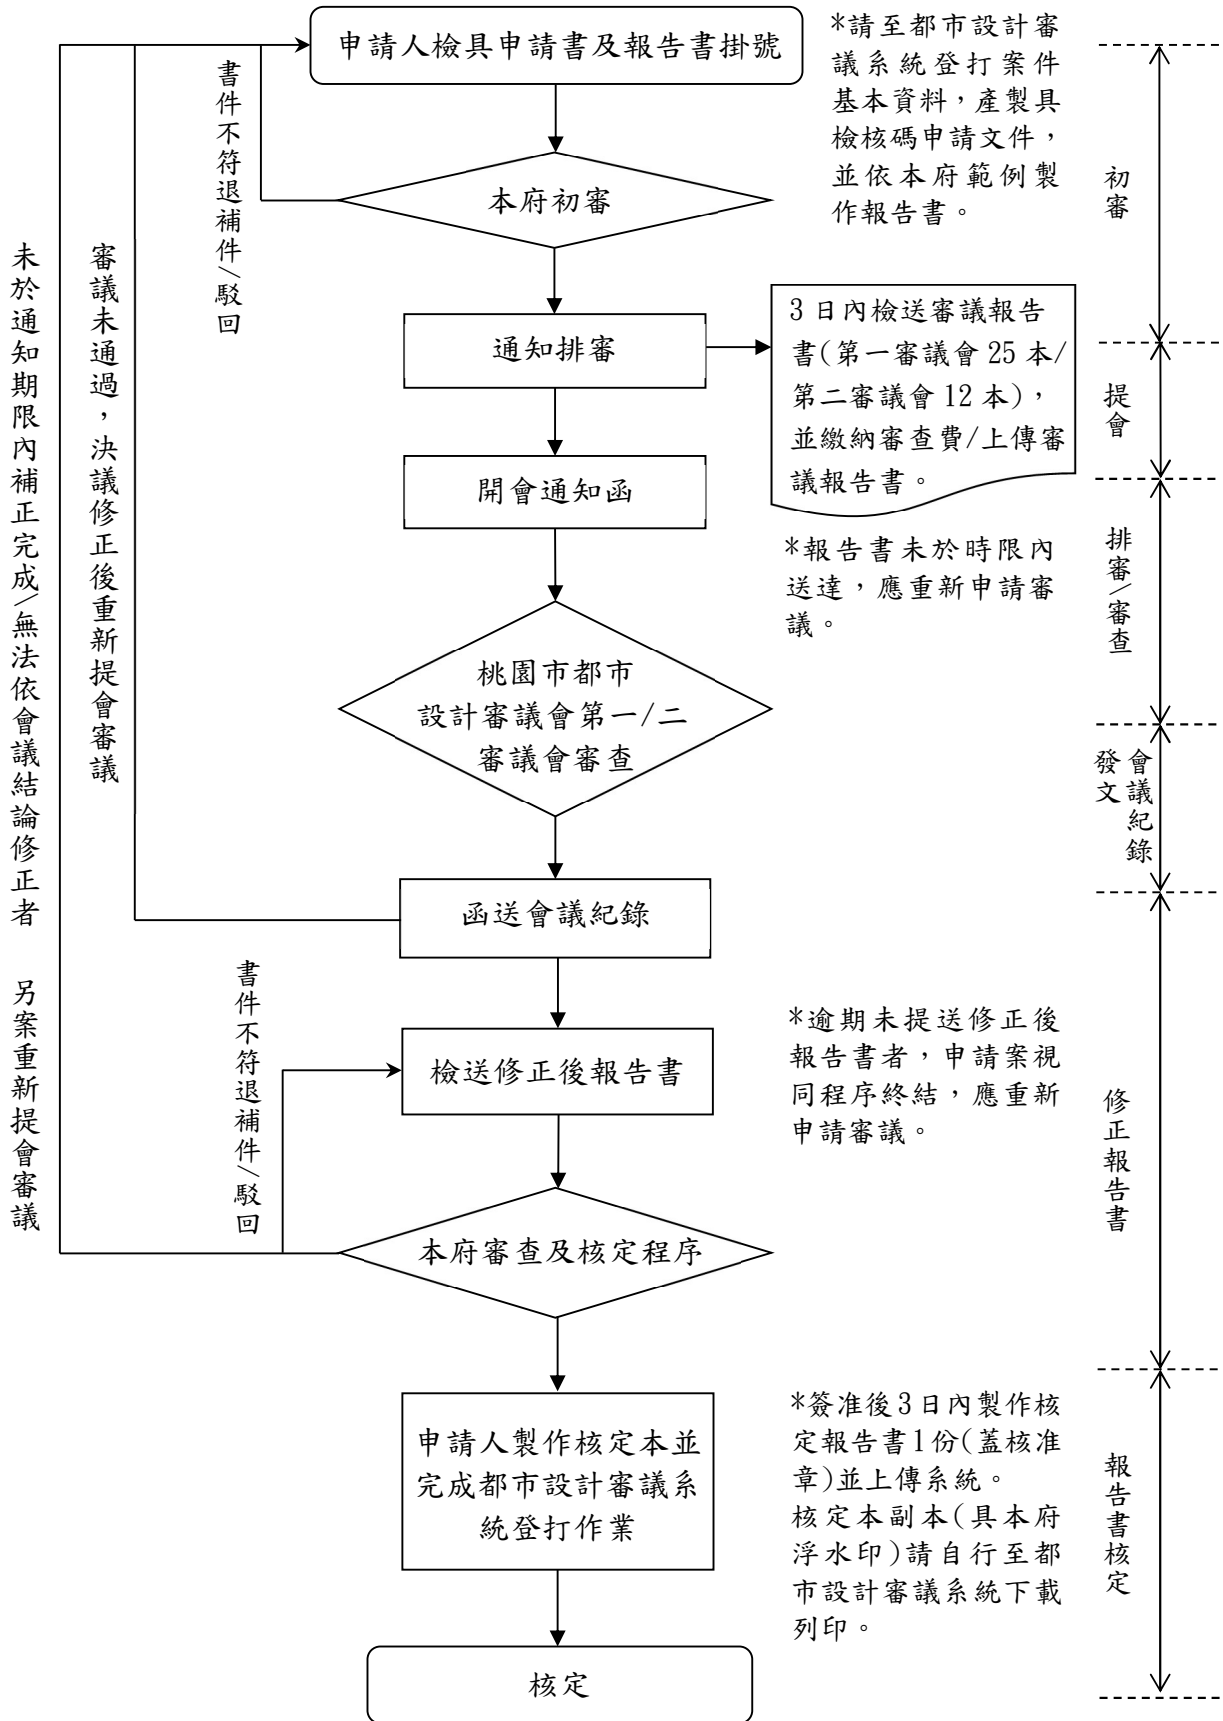 申請人檢具申請書及報告書掛號
*請至都市設計審
議系統登打案件
基本資料，產製具
檢核碼申請文件，
並依本府範例製
作報告書。
書件不符退補件/駁回
本府初審
初審
未於通知期限內補正完成/無法依會議結論修正者 另案重新提會審議
審議未通過，決議修正後重新提會審議
通知排審
3日內檢送審議報告
書(第一審議會25本/
第二審議會12本)，
並繳納審查費/上傳審
議報告書。
提會
開會通知函
*報告書未於時限內
送達，應重新申請審
議。
排審/審查
桃園市都市
設計審議會第一/二
審議會審查
會議紀錄
發文
函送會議紀錄
書件不符退補件/駁回
檢送修正後報告書
*逾期未提送修正後
報告書者，申請案視
同程序終結，應重新
申請審議。
修正報告書
本府審查及核定程序
申請人製作核定本並
完成都市設計審議系
統登打作業
*簽准後3日內製作核
定報告書1份(蓋核准
章)並上傳系統。
核定本副本(具本府
浮水印)請自行至都
市設計審議系統下載
列印。
報告書核定
核定